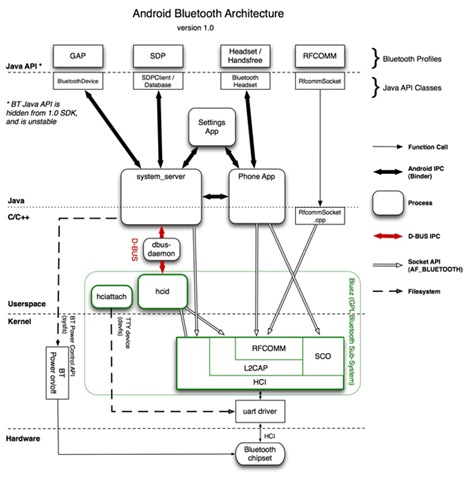 Android Bluetooth Architecture
version 1.0
GAP
SDP
Headset /
Handsfree
RFCOMM
Bluetooth Profiles
Java API *
BluetoothDevice
SDPClient /
Database
Bluetooth
Headset
RfcommSocket
Java API Classes
* BT Java API is
hidden from 1.0 SDK,
and is unstable
Settings
App
Function Call
Android IPC
(Binder)
system_server
Phone App
Process
Java
C/C++
RfcommSocket
.cpp
D-BUS IPC
D-BUS
dbus-
daemon
Socket API
(AF_BLUETOOTH)
hciattach
hcid
Filesystem
Userspace
Kernel
BT Power Control API
(sysfs)
TTY device
(devfs)
Bluez (GPL Bluetooth Sub-System)
RFCOMM
SCO
L2CAP
HCI
BT
Power on/off
uart driver
Hardware
HCI
Bluetooth
chipset